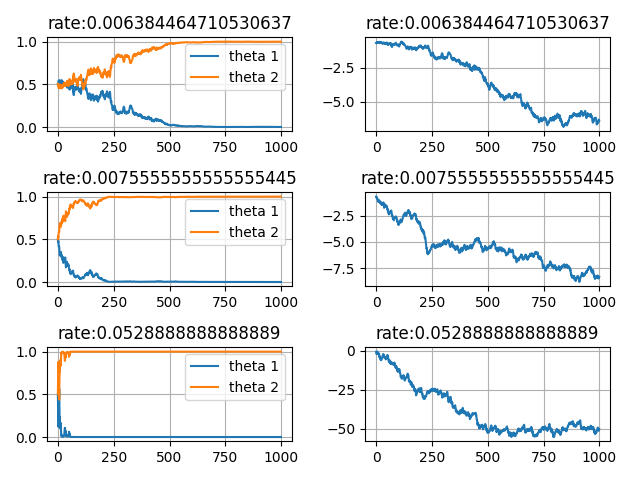 rate:0.006384464710530637
1.0
0.5
0.0
theta 1
theta 2
0 250 500 750 1000
rate:0.006384464710530637
−2.5
−5.0
0 250 500 750 1000
rate:0.0075555555555555445
1.0
0.5
0.0
theta 1
theta 2
0 250 500 750 1000
rate:0.0075555555555555445
−2.5
−5.0
−7.5
0 250 500 750 1000
rate:0.0528888888888889
1.0
0.5
0.0
theta 1
theta 2
0 250 500 750 1000
rate:0.0528888888888889
0
−25
−50
0 250 500 750 1000